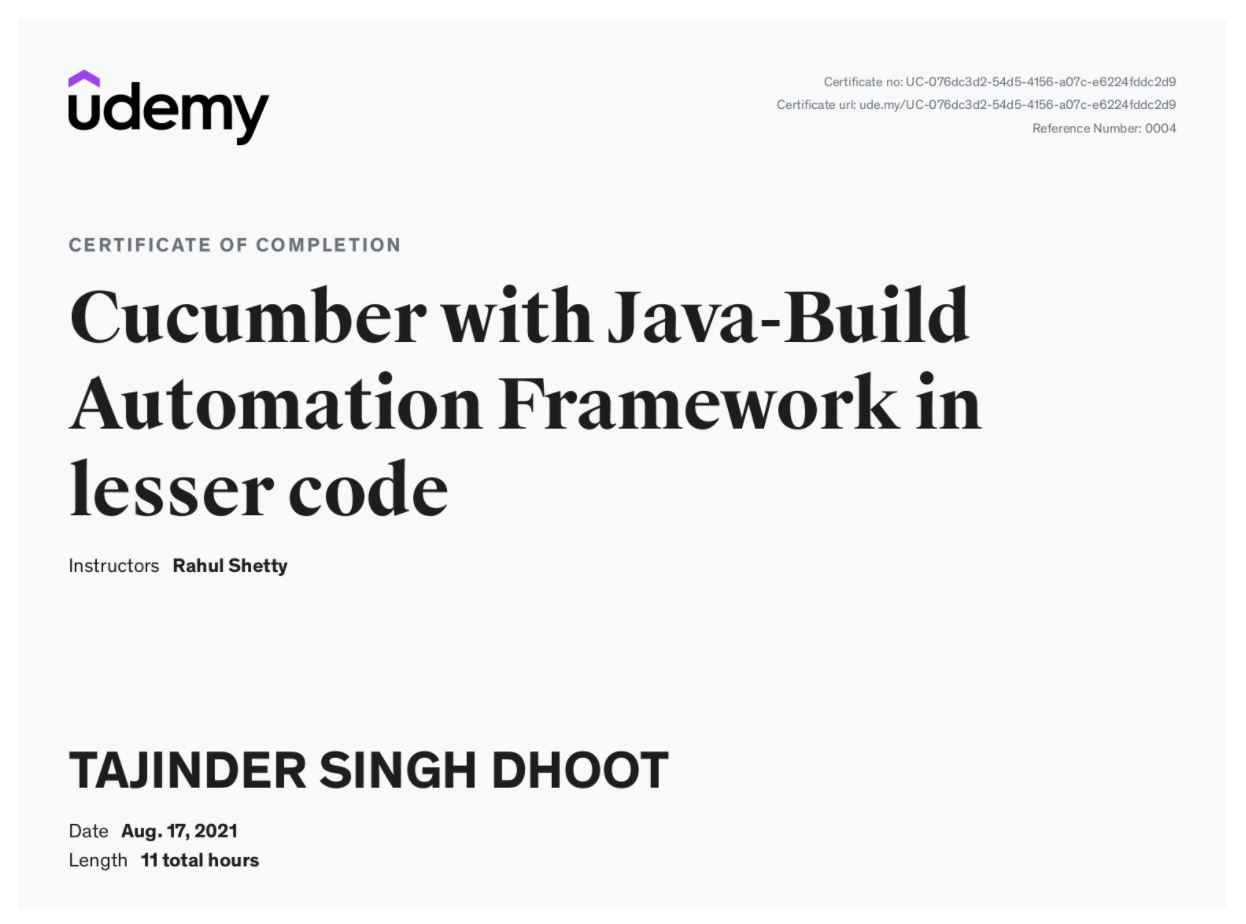 udemy
Certificate no: UC-076dc3d2-54d5-4156-a07c-e6224fddc2d9
Certificate url: ude.my/UC-076dc3d2-54d5-4156-a07c-e6224fddc2d9
Reference Number: 0004
CERTIFICATE OF COMPLETION
Cucumber with Java-Build
Automation Framework in
lesser code
Instructors Rahul Shetty
TAJINDER SINGH DHOOT
Date Aug. 17, 2021
Length 11 total hours